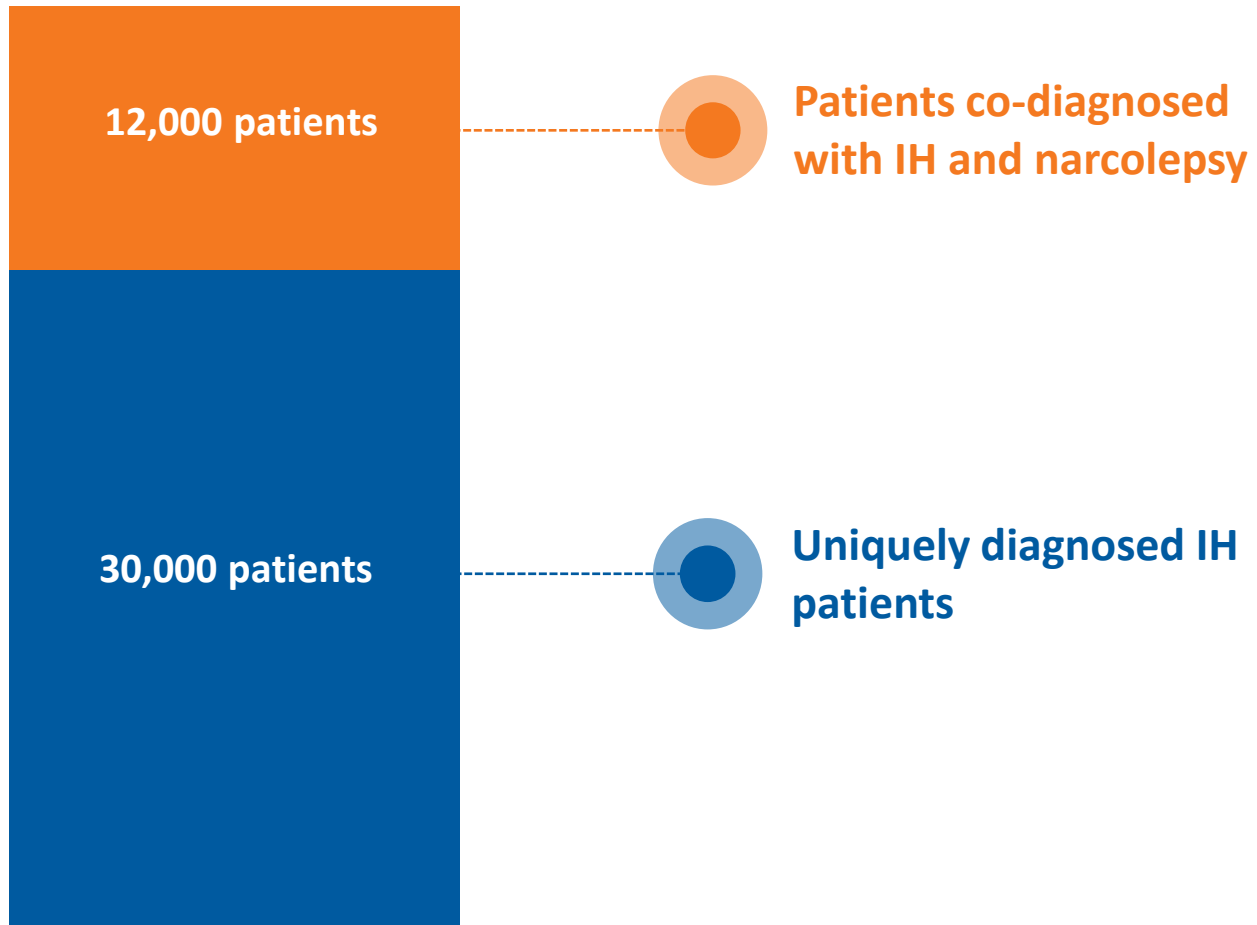 12,000 patients
Patients co-diagnosed
with IH and narcolepsy
30,000 patients
Uniquely diagnosed IH
patients